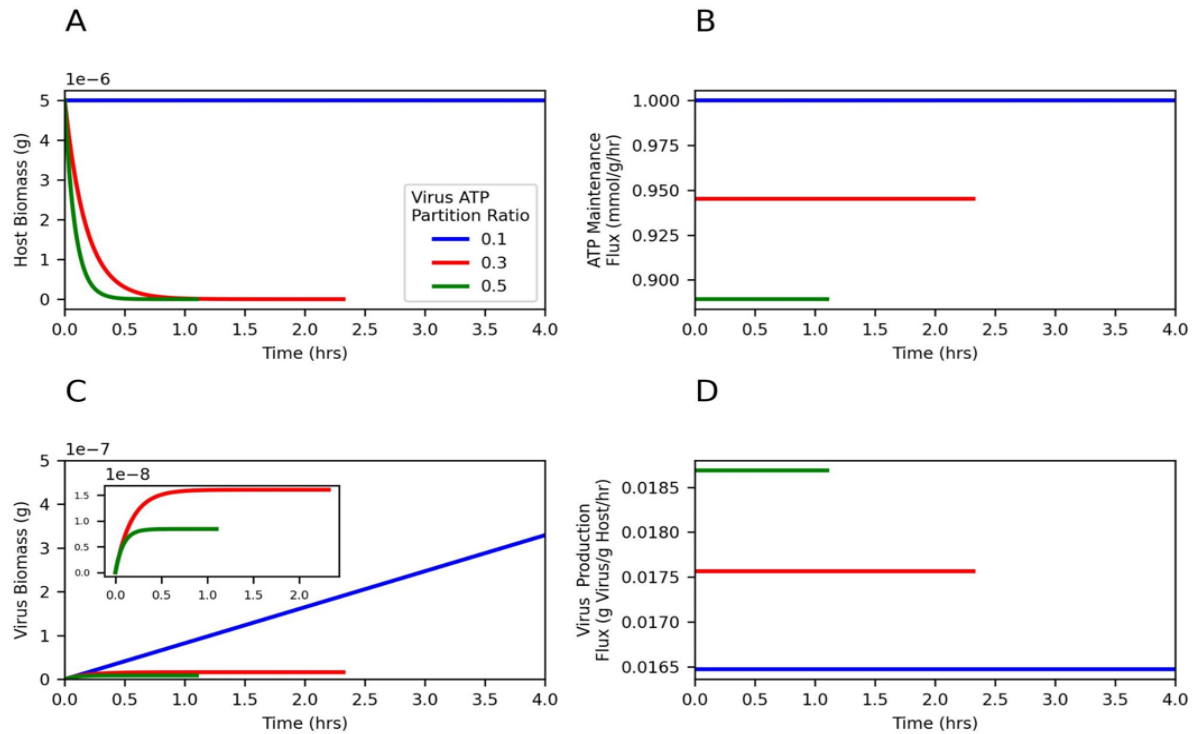 A
1e−6
Host Biomass (g)
5
4
3
2
1
0
0.0 0.5 1.0 1.5 2.0 2.5 3.0 3.5 4.0
Time (hrs)
Virus ATP
Partition Ratio
0.1
0.3
0.5
B
ATP Maintenance
Flux (mmol/g/hr)
1.000
0.975
0.950
0.925
0.900
0.0 0.5 1.0 1.5 2.0 2.5 3.0 3.5 4.0
Time (hrs)
C
1e−7
Virus Biomass (g)
5
4
3
2
1
0
1e−8
1.5
1.0
0.5
0.0
0.0 0.5 1.0 1.5 2.0
0.0 0.5 1.0 1.5 2.0 2.5 3.0 3.5 4.0
Time (hrs)
D
Virus Production
Flux (g Virus/g Host/hr)
0.0185
0.0180
0.0175
0.0170
0.0165
0.0 0.5 1.0 1.5 2.0 2.5 3.0 3.5 4.0
Time (hrs)